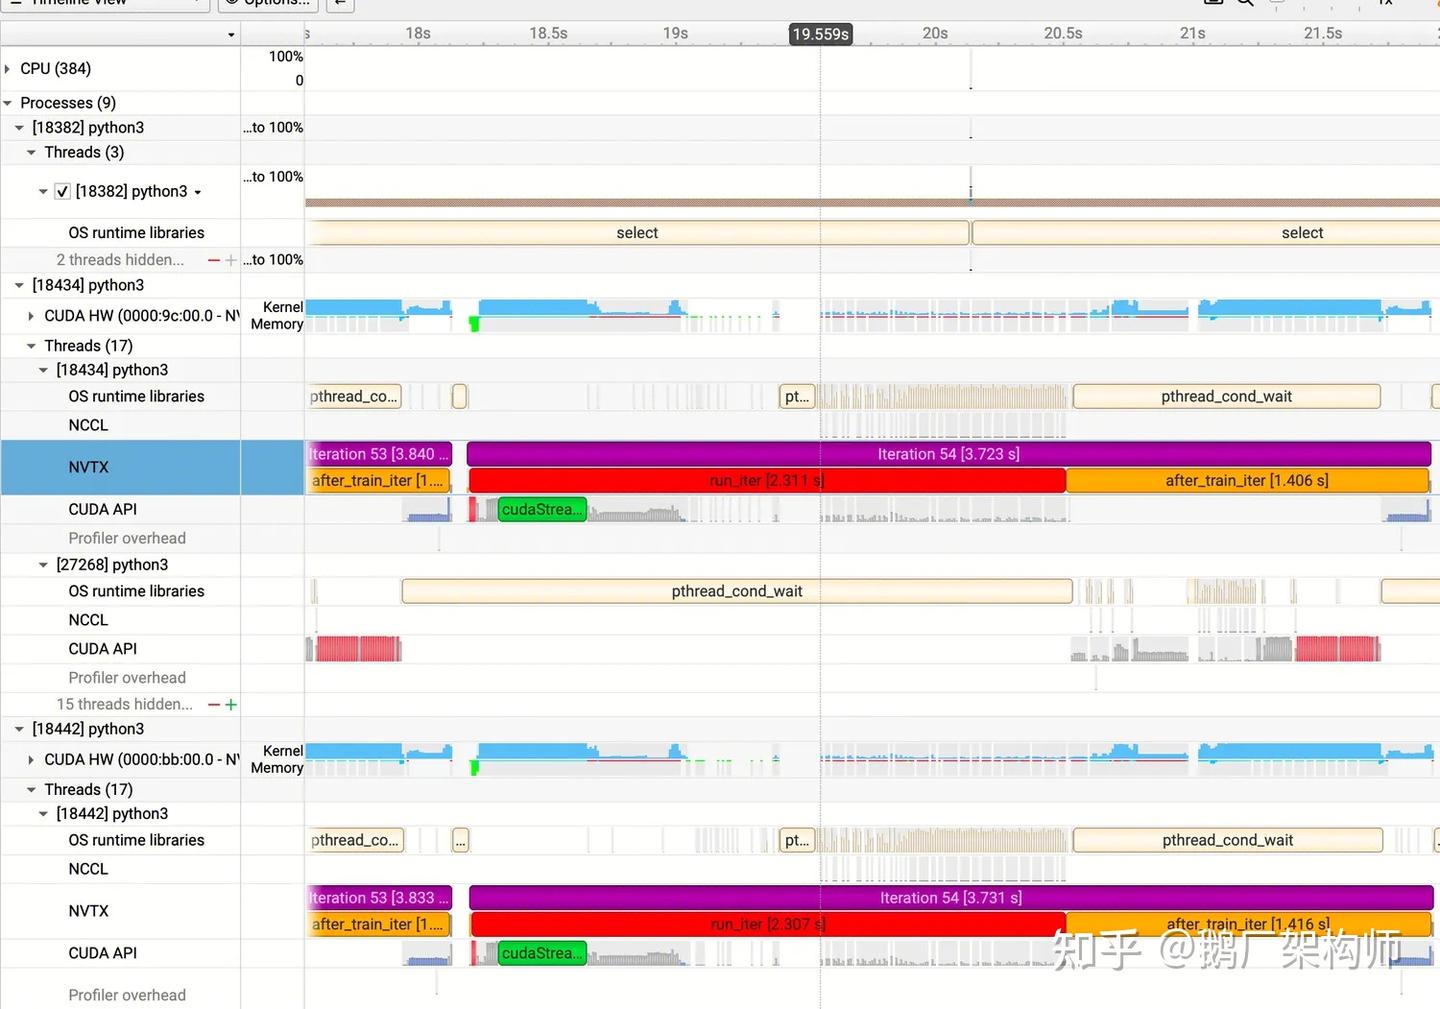 Timeline View Options...
s 18s 18.5s 19s 19.559s 20s 20.5s 21s 21.5s
CPU (384) 100%
0
Processes (9)
[18382] python3 ...to 100%
Threads (3)
[18382] python3 ...to 100%
OS runtime libraries select select
2 threads hidden... ...to 100%
[18434] python3
CUDA HW (0000:9c:00.0 - NV Kernel
Memory
Threads (17)
[18434] python3
OS runtime libraries pthread_co... pt... pthread_cond_wait
NCCL
NVTX
Iteration 53 [3.840 ... Iteration 54 [3.723 s]
after_train_iter [1.... run_iter [2.311 s] after_train_iter [1.406 s]
CUDA API cudaStrea...
Profiler overhead
[27268] python3
OS runtime libraries pthread_cond_wait
NCCL
CUDA API
Profiler overhead
15 threads hidden...
[18442] python3
CUDA HW (0000:bb:00.0 - NV Kernel
Memory
Threads (17)
[18442] python3
OS runtime libraries pthread_co... ... pt... pthread_cond_wait
NCCL
NVTX
Iteration 53 [3.833 ... Iteration 54 [3.731 s]
after_train_iter [1.... run_iter [2.307 s] after_train_iter [1.416 s]
CUDA API cudaStrea...
Profiler overhead
知乎 @鹅厂架构师